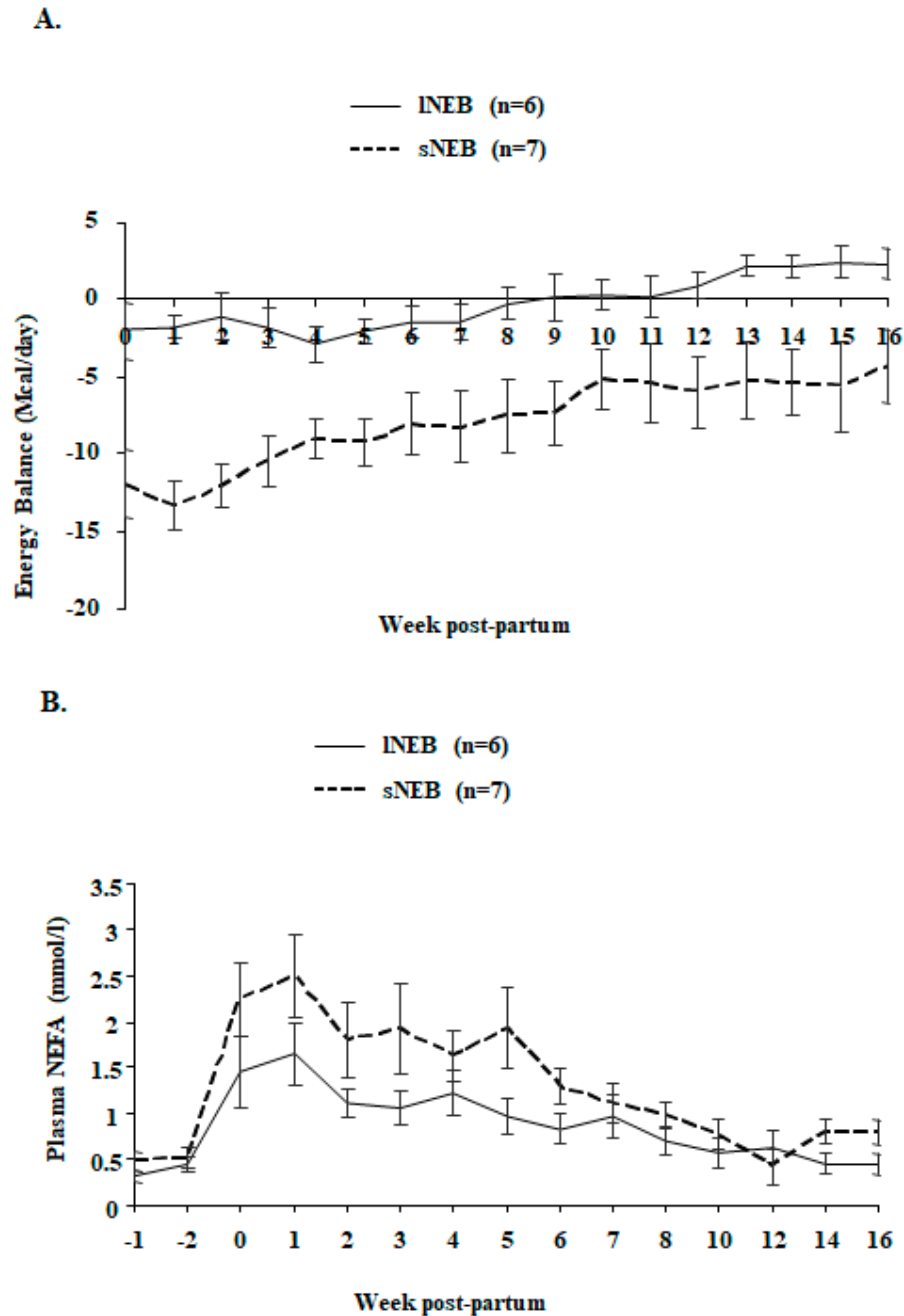 A.
lNEB (n=6)
sNEB (n=7)
Energy Balance (Mcal/day)
5
0
-5
-10
-15
-20
0 1 2 3 4 5 6 7 8 9 10 11 12 13 14 15 16
Week post-partum
B.
lNEB (n=6)
sNEB (n=7)
Plasma NEFA (mmol/l)
3.5
3
2.5
2
1.5
1
0.5
0
-1 -2 0 1 2 3 4 5 6 7 8 10 12 14 16
Week post-partum